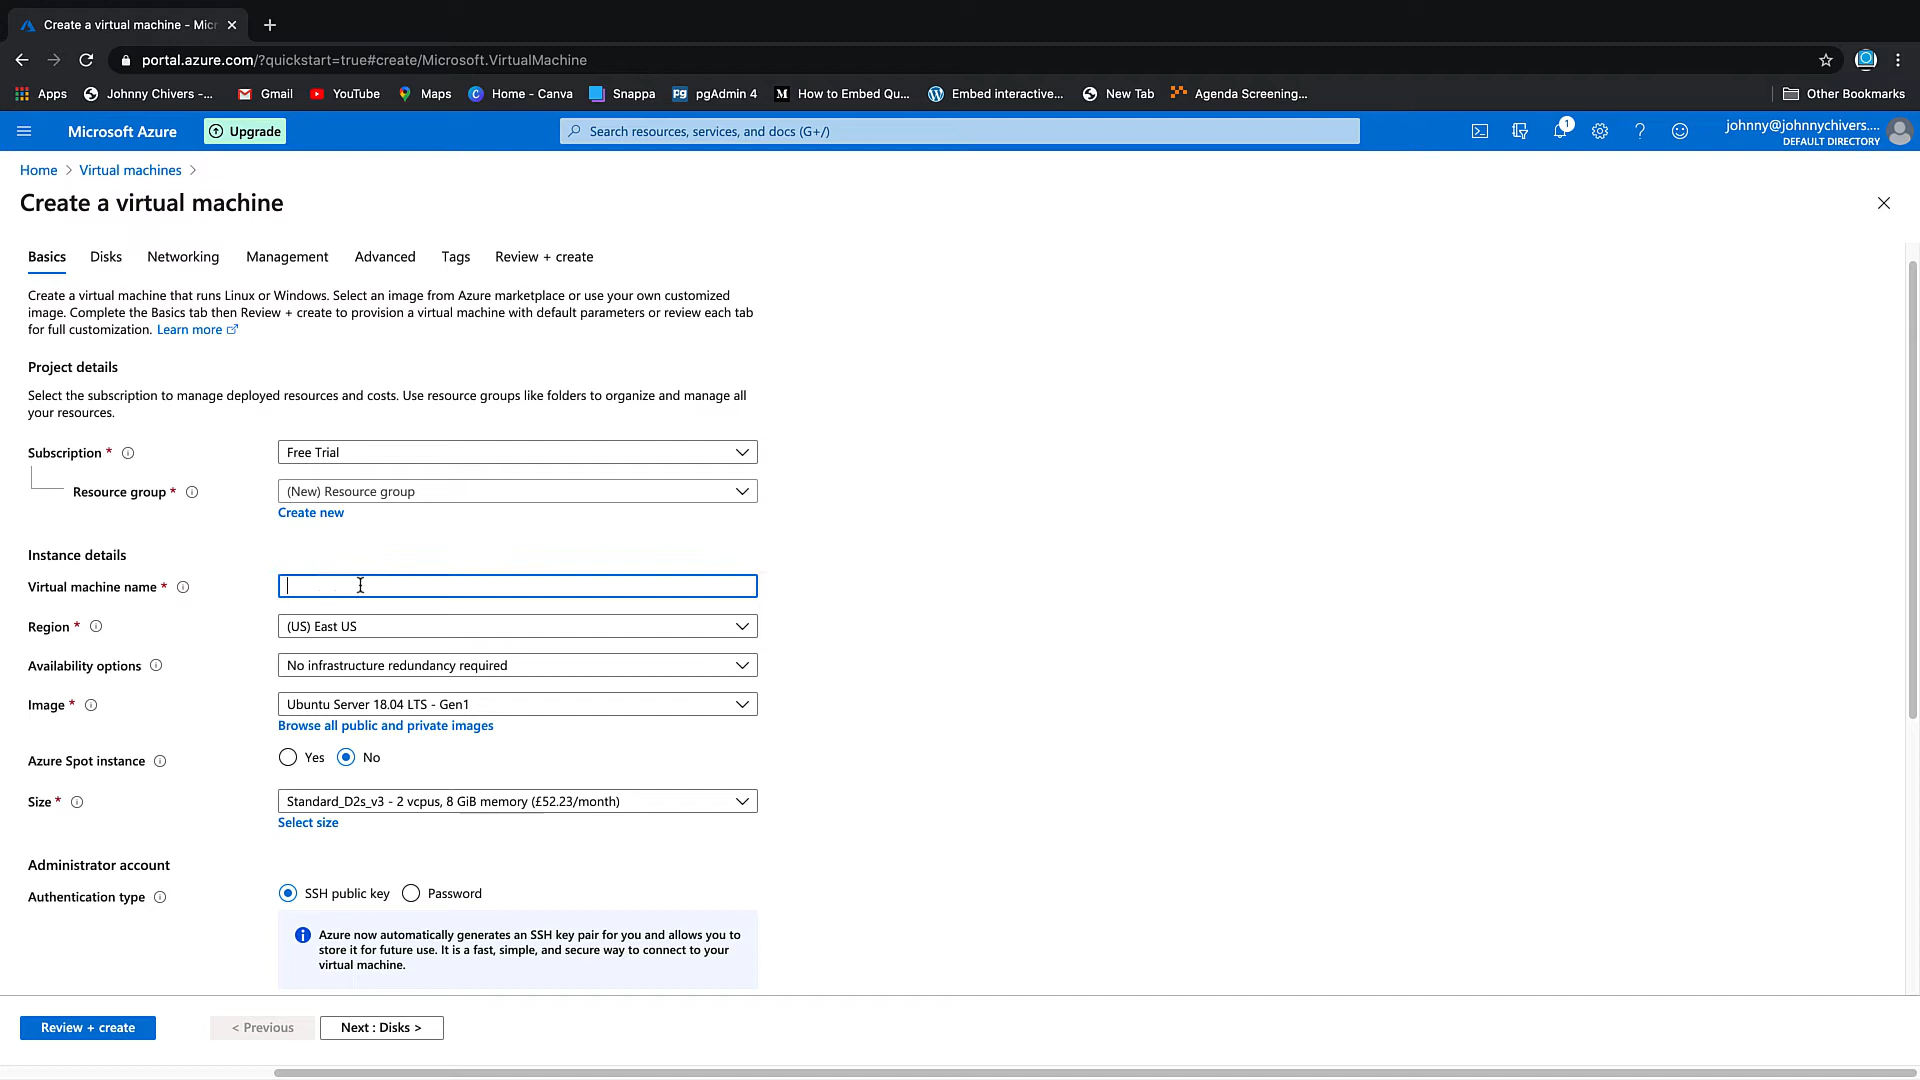 Create a virtual machine - Micr
portal.azure.com/?quickstart=true#create/Microsoft.VirtualMachine
Apps
Johnny Chivers -...
Gmail
YouTube
Maps
C
Home - Canva
Snappa
Pg
pgAdmin 4
M
How to Embed Qu...
Embed interactive...
New Tab
Agenda Screening...
Other Bookmarks
Microsoft Azure
Upgrade
Search resources, services, and docs (G+/)
1
johnny@johnnychivers....
DEFAULT DIRECTORY
Home > Virtual machines >
Create a virtual machine
Basics
Disks
Networking
Management
Advanced
Tags
Review + create
Create a virtual machine that runs Linux or Windows. Select an image from Azure marketplace or use your own customized
image. Complete the Basics tab then Review + create to provision a virtual machine with default parameters or review each tab
for full customization. Learn more
Project details
Select the subscription to manage deployed resources and costs. Use resource groups like folders to organize and manage all
your resources.
Subscription *
Free Trial
Resource group *
(New) Resource group
Create new
Instance details
Virtual machine name *
Region *
(US) East US
Availability options
No infrastructure redundancy required
Image *
Ubuntu Server 18.04 LTS - Gen1
Browse all public and private images
Azure Spot instance
Yes
No
Size *
Standard_D2s_v3 - 2 vcpus, 8 GiB memory (£52.23/month)
Select size
Administrator account
Authentication type
SSH public key
Password
Azure now automatically generates an SSH key pair for you and allows you to
store it for future use. It is a fast, simple, and secure way to connect to your
virtual machine.
Review + create
< Previous
Next : Disks >